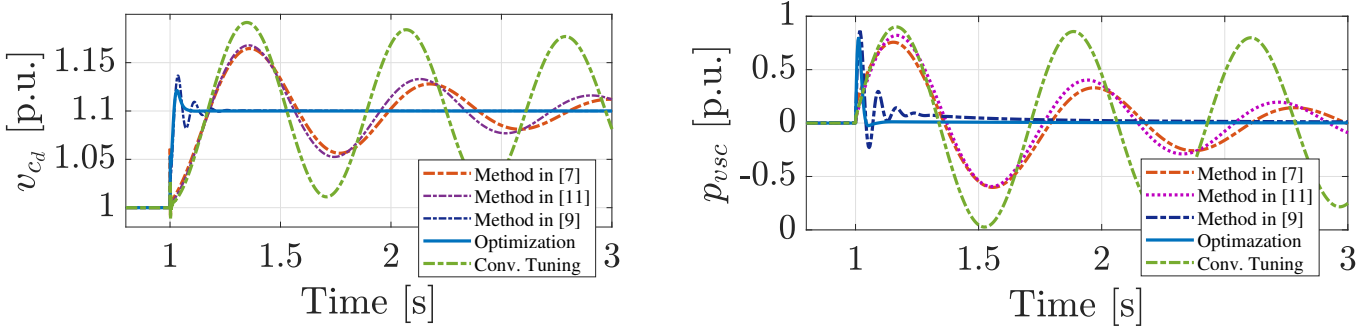 v_{c_d} [p.u.]
1.15
1.1
1.05
1
Method in [7]
Method in [11]
Method in [9]
Optimization
Conv. Tuning
1 1.5 2 2.5 3
Time [s]
p_{vsc} [p.u.]
1
0.5
0
-0.5
0
Method in [7]
Method in [11]
Method in [9]
Optimazation
Conv. Tuning
1 1.5 2 3
Time [s]